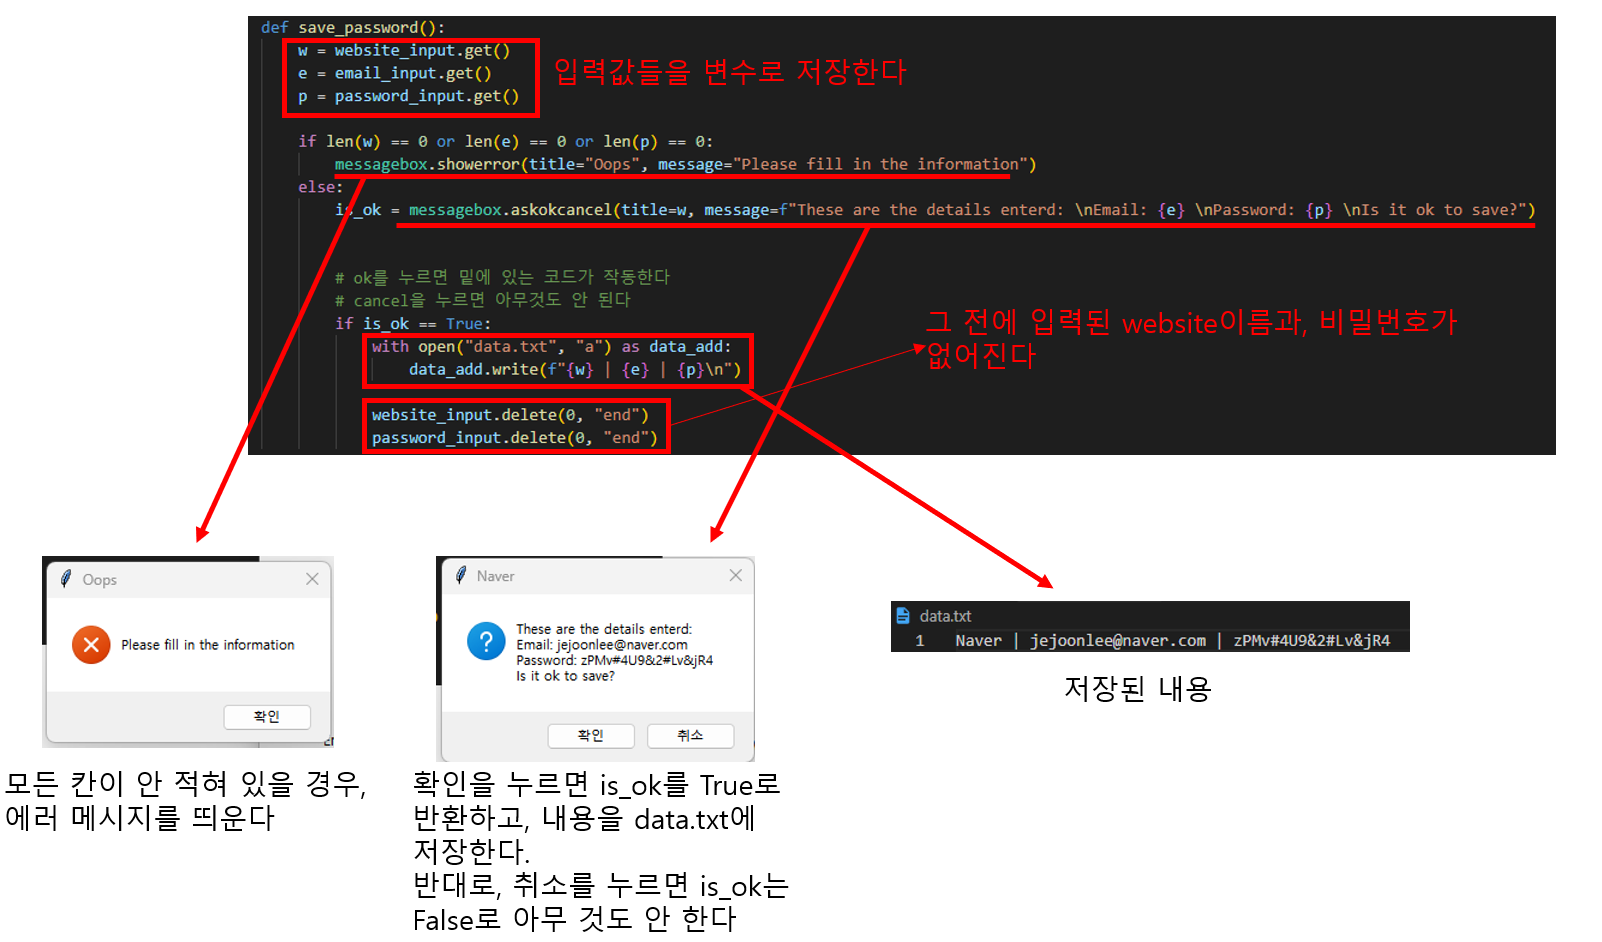 def save_password():
w = website_input.get()
e = email_input.get()
p = password_input.get()
입력값들을 변수로 저장한다
if len(w) == 0 or len(e) == 0 or len(p) == 0:
messagebox.showerror(title="Oops", message="Please fill in the information")
else:
is_ok = messagebox.askokcancel(title=w, message=f"These are the details enterd: \nEmail: {e} \nPassword: {p} \nIs it ok to save?")
# ok를 누르면 밑에 있는 코드가 작동한다
# cancel을 누르면 아무것도 안 된다
if is_ok == True:
with open("data.txt", "a") as data_add:
data_add.write(f"{w} | {e} | {p}\n")
website_input.delete(0, "end")
password_input.delete(0, "end")
그 전에 입력된 website이름과, 비밀번호가
없어진다
Oops
Please fill in the information
확인
모든 칸이 안 적혀 있을 경우,
에러 메시지를 띄운다
Naver
These are the details enterd:
Email: jejoonlee@naver.com
Password: zPMv#4U9&2#Lv&jR4
Is it ok to save?
확인
취소
확인을 누르면 is_ok를 True로
반환하고, 내용을 data.txt에
저장한다.
반대로, 취소를 누르면 is_ok는
False로 아무 것도 안 한다
data.txt
1 Naver | jejoonlee@naver.com | zPMv#4U9&2#Lv&jR4
저장된 내용